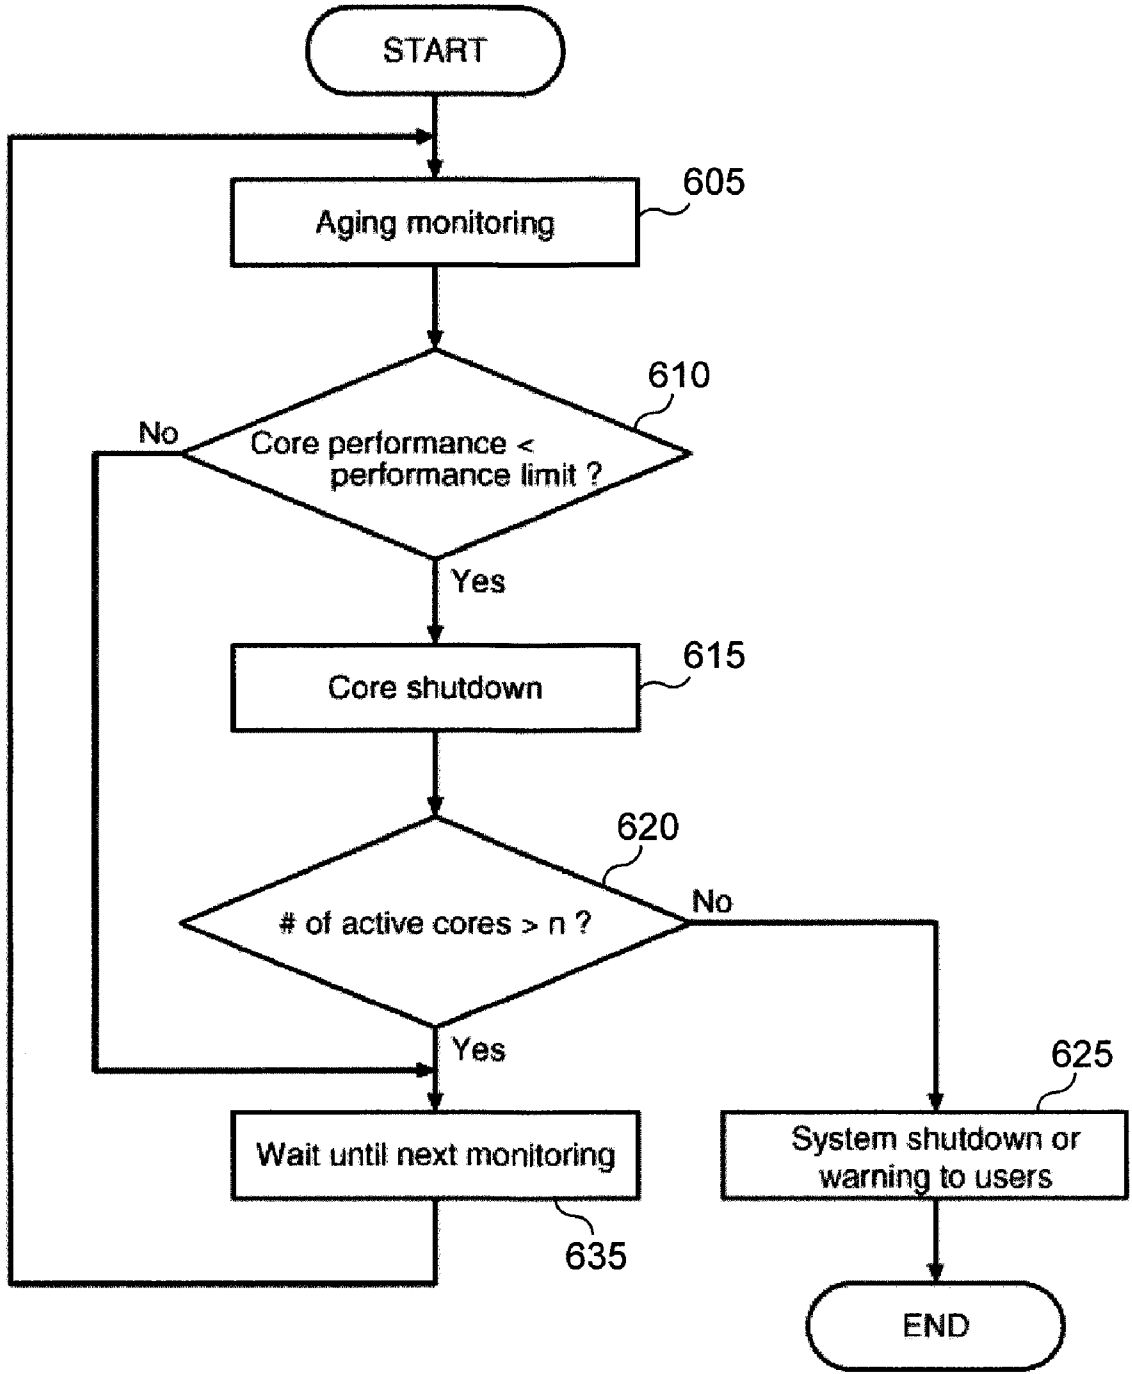 START
605
Aging monitoring
610
No
Core performance <
performance limit ?
Yes
615
Core shutdown
620
No
# of active cores > n ?
Yes
625
Wait until next monitoring
System shutdown or
warning to users
635
END